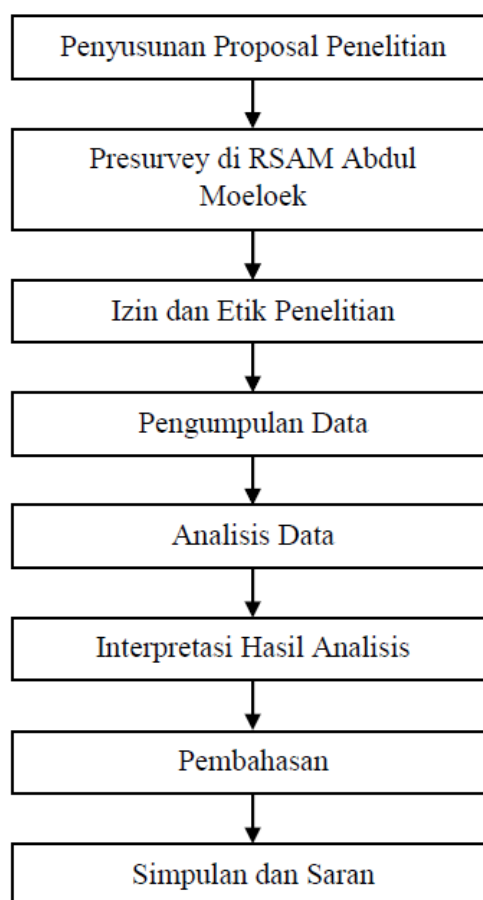 Penyusunan Proposal Penelitian
Presurvey di RSAM Abdul
Moeloek
Izin dan Etik Penelitian
Pengumpulan Data
Analisis Data
Interpretasi Hasil Analisis
Pembahasan
Simpulan dan Saran